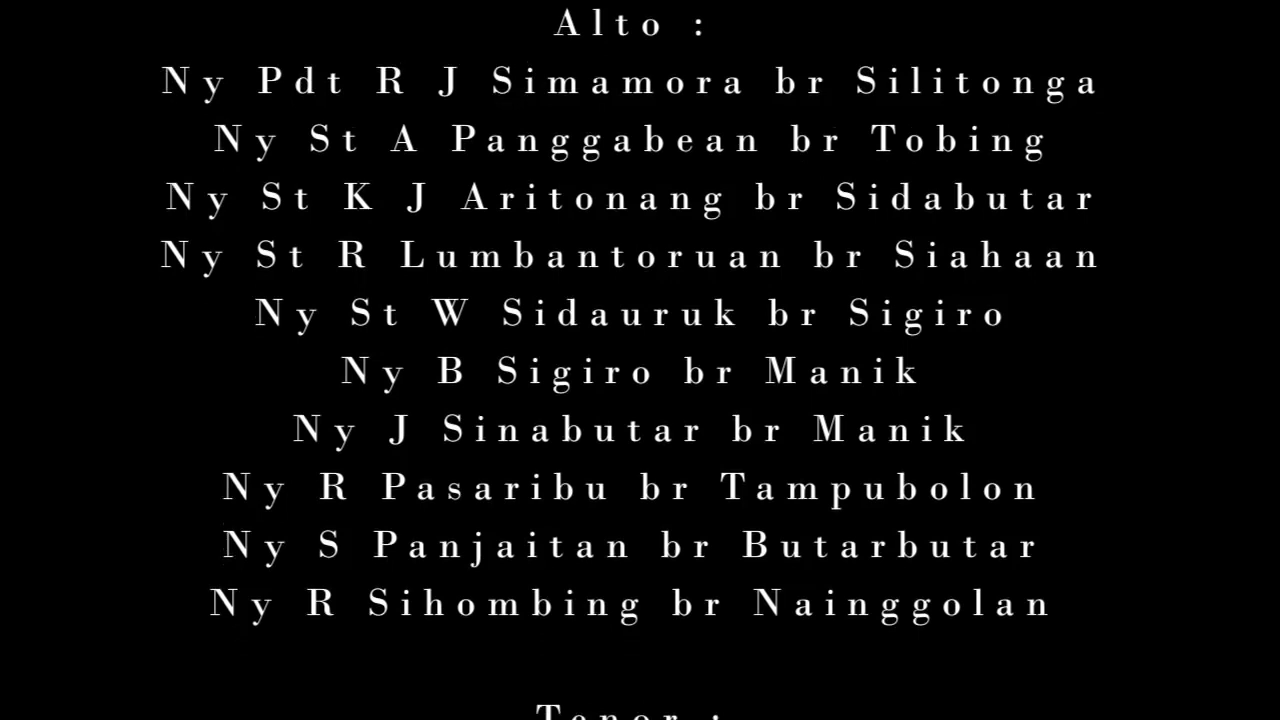 Alto :
Ny Pdt R J Simamora br Silitonga
Ny St A Panggabean br Tobing
Ny St K J Aritonang br Sidabutar
Ny St R Lumbantoruan br Siahaan
Ny St W Sidauruk br Sigiro
Ny B Sigiro br Manik
Ny J Sinabutar br Manik
Ny R Pasaribu br Tampubolon
Ny S Panjaitan br Butarbutar
Ny R Sihombing br Nainggolan
Tenor :